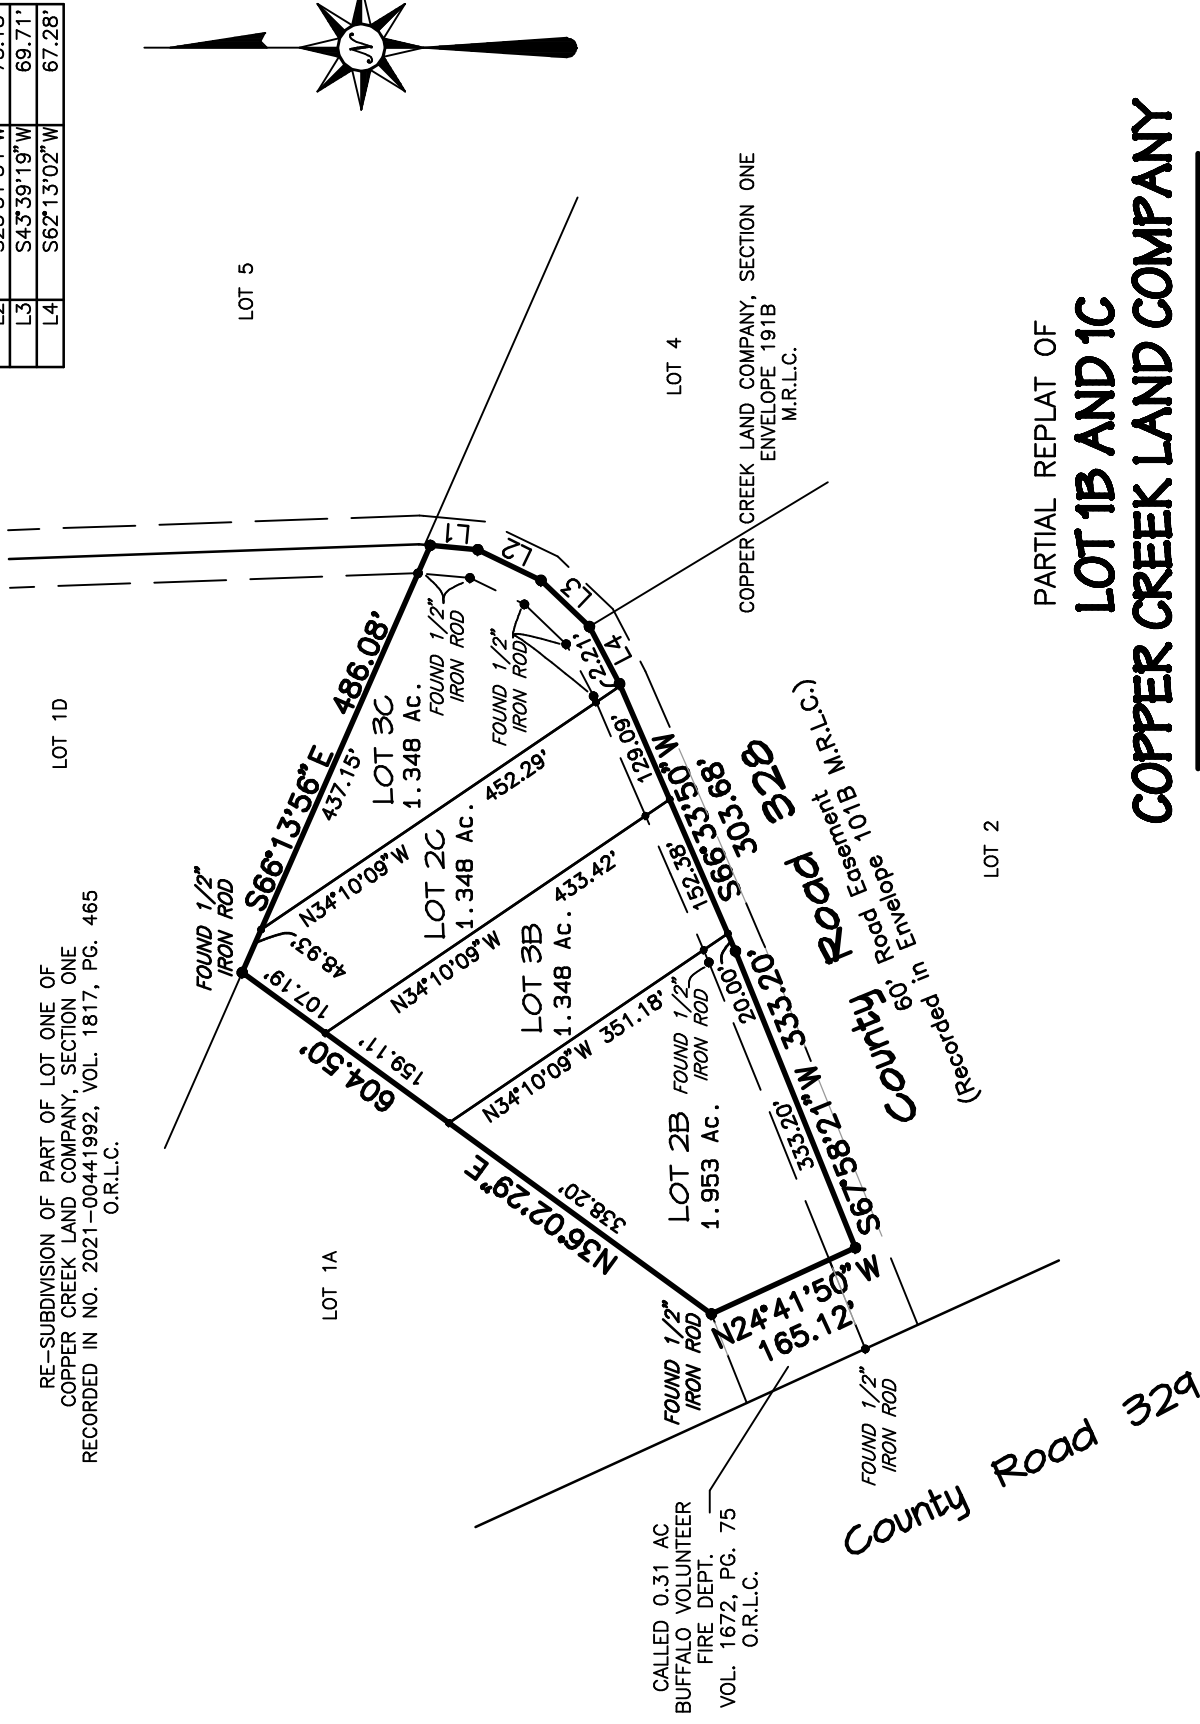 L3 S43°39'19"W 69.71'
L4 S62°13'02"W 67.28'
N
LOT 1D
LOT 5
LOT 4
RE-SUBDIVISION OF PART OF LOT ONE OF
COPPER CREEK LAND COMPANY, SECTION ONE
RECORDED IN NO. 2021-00441992, VOL. 1817, PG. 465
O.R.L.C.
LOT 1A
FOUND 1/2"
IRON ROD
S66°13'56"E 486.08'
437.15'
48.93'
FOUND 1/2"
IRON ROD
FOUND 1/2"
IRON ROD
L1
L2
L3
L4
LOT 3C
1.348 Ac.
N34°10'09"W 452.29'
LOT 2C
1.348 Ac.
N34°10'09"W 433.42'
LOT 3B
1.348 Ac.
N34°10'09"W 351.18'
LOT 2B
1.953 Ac.
FOUND 1/2"
IRON ROD
N36°02'29"E 604.50'
107.19'
159.11'
338.20'
129.09'
152.38'
20.00'
333.20'
S66°33'50"W
303.68'
S67°58'21"W 333.20'
N24°41'50"W
165.12'
FOUND 1/2"
IRON ROD
FOUND 1/2"
IRON ROD
County Road 328
60' Road Easement
(Recorded in Envelope 101B M.R.L.C.)
COPPER CREEK LAND COMPANY, SECTION ONE
ENVELOPE 191B
M.R.L.C.
LOT 2
CALLED 0.31 AC
BUFFALO VOLUNTEER
FIRE DEPT.
VOL. 1672, PG. 75
O.R.L.C.
County Road 329
PARTIAL REPLAT OF
LOT 1B AND 1C
COPPER CREEK LAND COMPANY